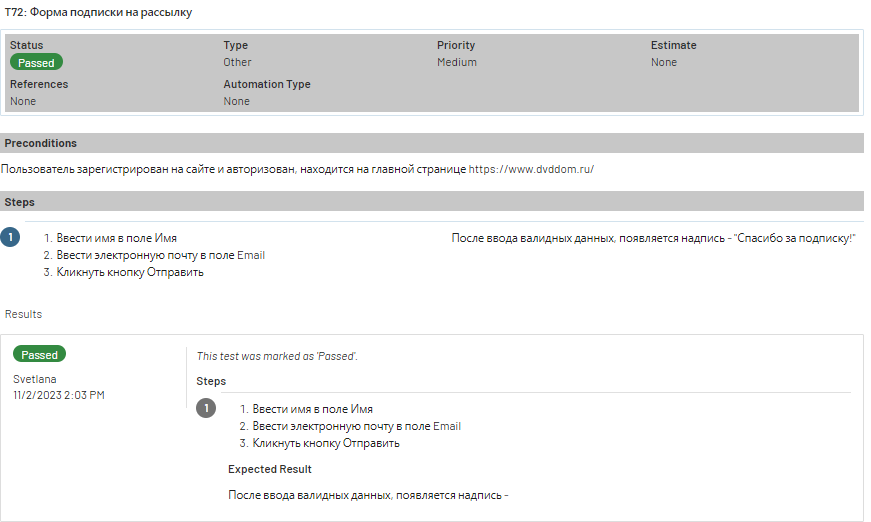 T72: Форма подписки на рассылку
Status Type Priority Estimate
Passed Other Medium None
References Automation Type
None None
Preconditions
Пользователь зарегистрирован на сайте и авторизован, находится на главной странице https://www.dvddom.ru/
Steps
1 1. Ввести имя в поле Имя После ввода валидных данных, появляется надпись - "Спасибо за подписку!"
2. Ввести электронную почту в поле Email
3. Кликнуть кнопку Отправить
Results
Passed This test was marked as 'Passed'.
Svetlana
11/2/2023 2:03 PM
Steps
1 1. Ввести имя в поле Имя
2. Ввести электронную почту в поле Email
3. Кликнуть кнопку Отправить
Expected Result
После ввода валидных данных, появляется надпись -